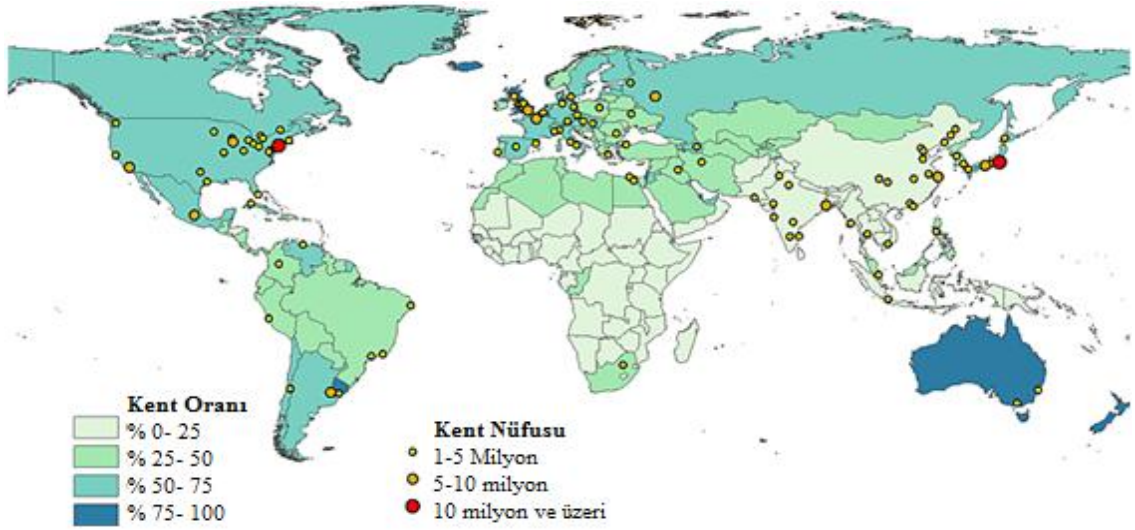 Kent Oranı
% 0- 25
% 25- 50
% 50- 75
% 75- 100
Kent Nüfusu
1-5 Milyon
5-10 milyon
10 milyon ve üzeri